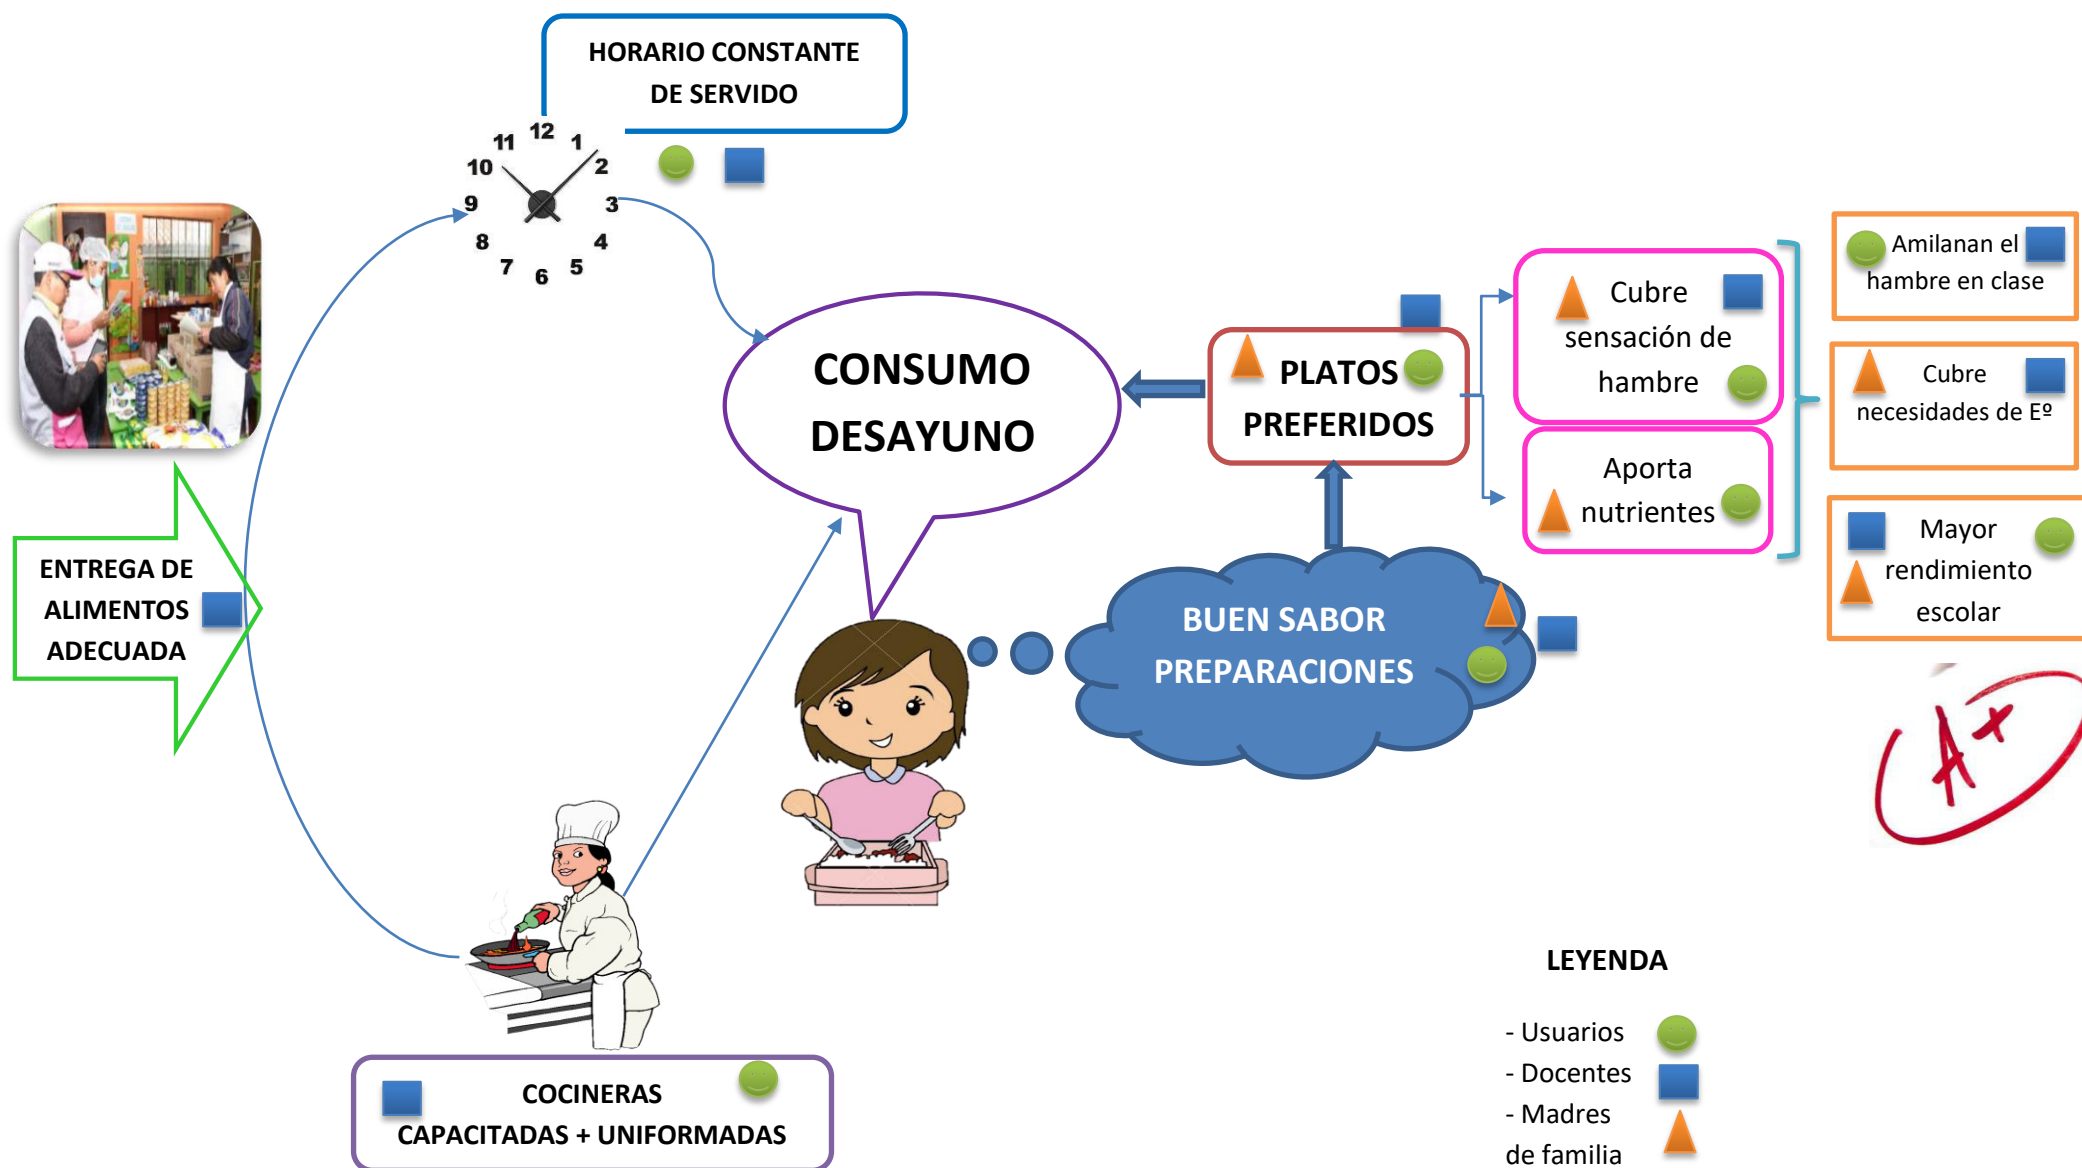 HORARIO CONSTANTE
DE SERVIDO
12
11
1
10
2
9
3
8
4
7
5
6
ENTREGA DE
ALIMENTOS
ADECUADA
CONSUMO
DESAYUNO
PLATOS
PREFERIDOS
Cubre
sensación de
hambre
Aporta
nutrientes
Amilanan el
hambre en clase
Cubre
necesidades de Eº
Mayor
rendimiento
escolar
BUEN SABOR
PREPARACIONES
A+
COCINERAS
CAPACITADAS + UNIFORMADAS
LEYENDA
- Usuarios
- Docentes
- Madres
de familia